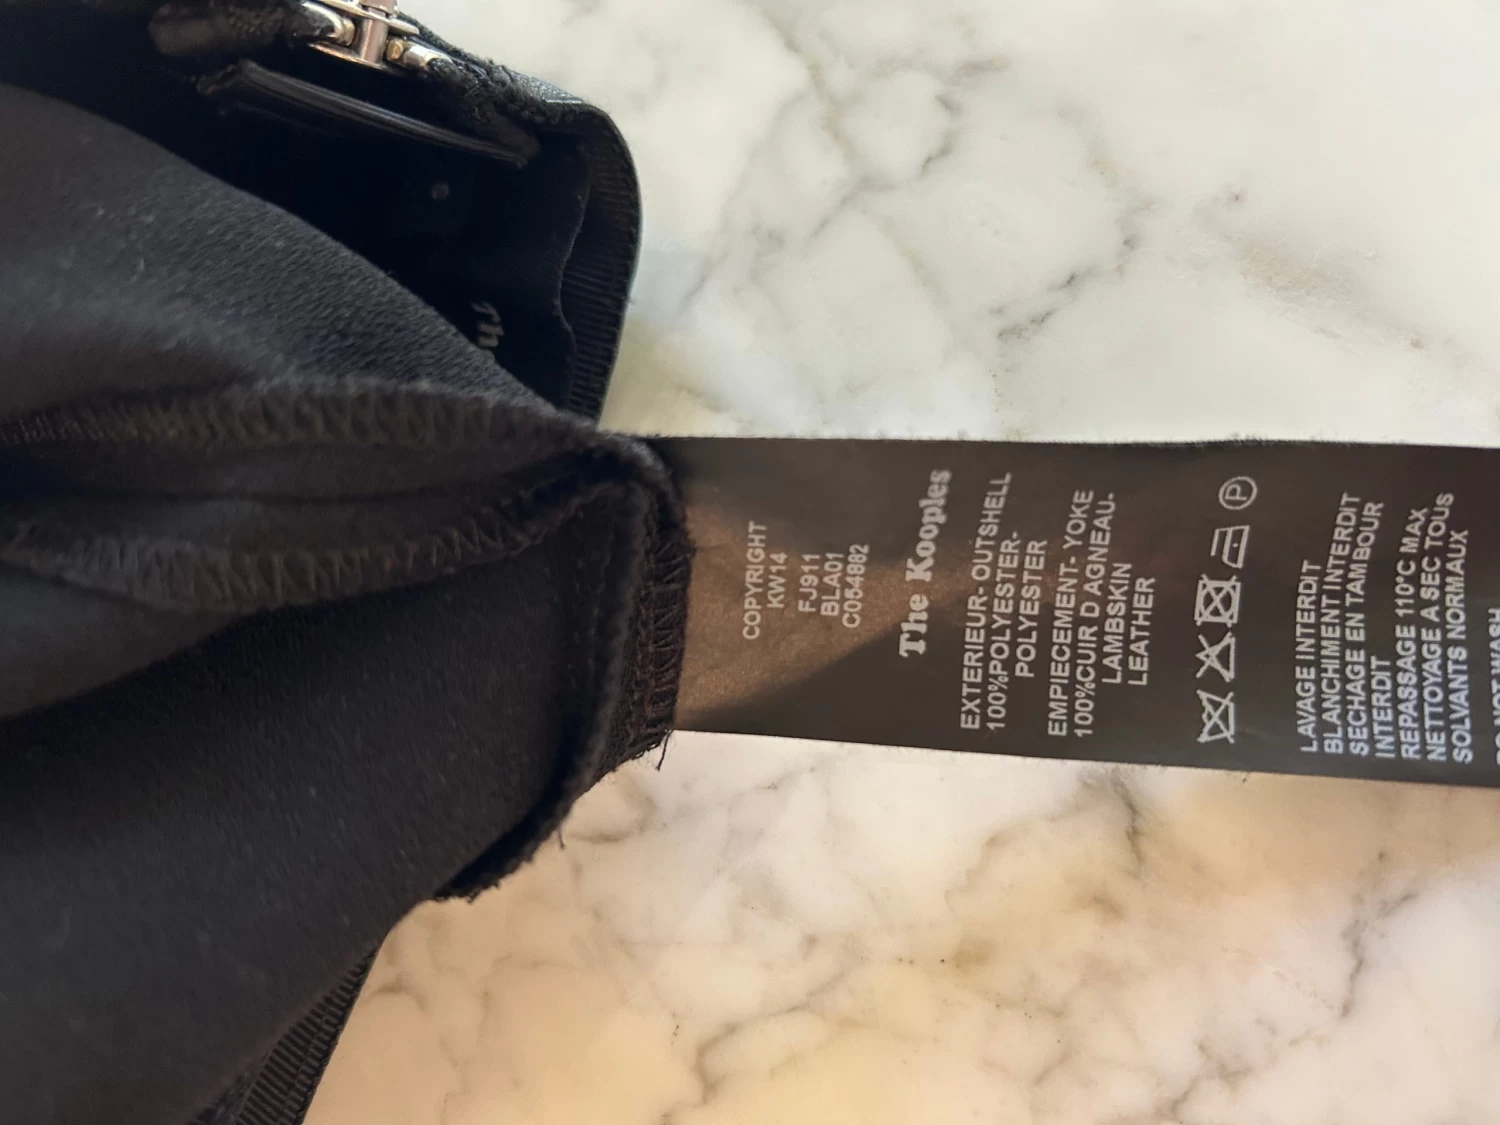 COPYRIGHT
KW14
FJ911
BLA01
C054882
The Kooples
EXTERIEUR- OUTSHELL
100%POLYESTER-
POLYESTER
EMPIECEMENT- YOKE
100%CUIR D AGNEAU-
LAMBSKIN
LEATHER
P
LAVAGE INTERDIT
BLANCHIMENT INTERDIT
SECHAGE EN TAMBOUR
INTERDIT
REPASSAGE 110°C MAX
NETTOYAGE A SEC TOUS
SOLVANTS NORMAUX